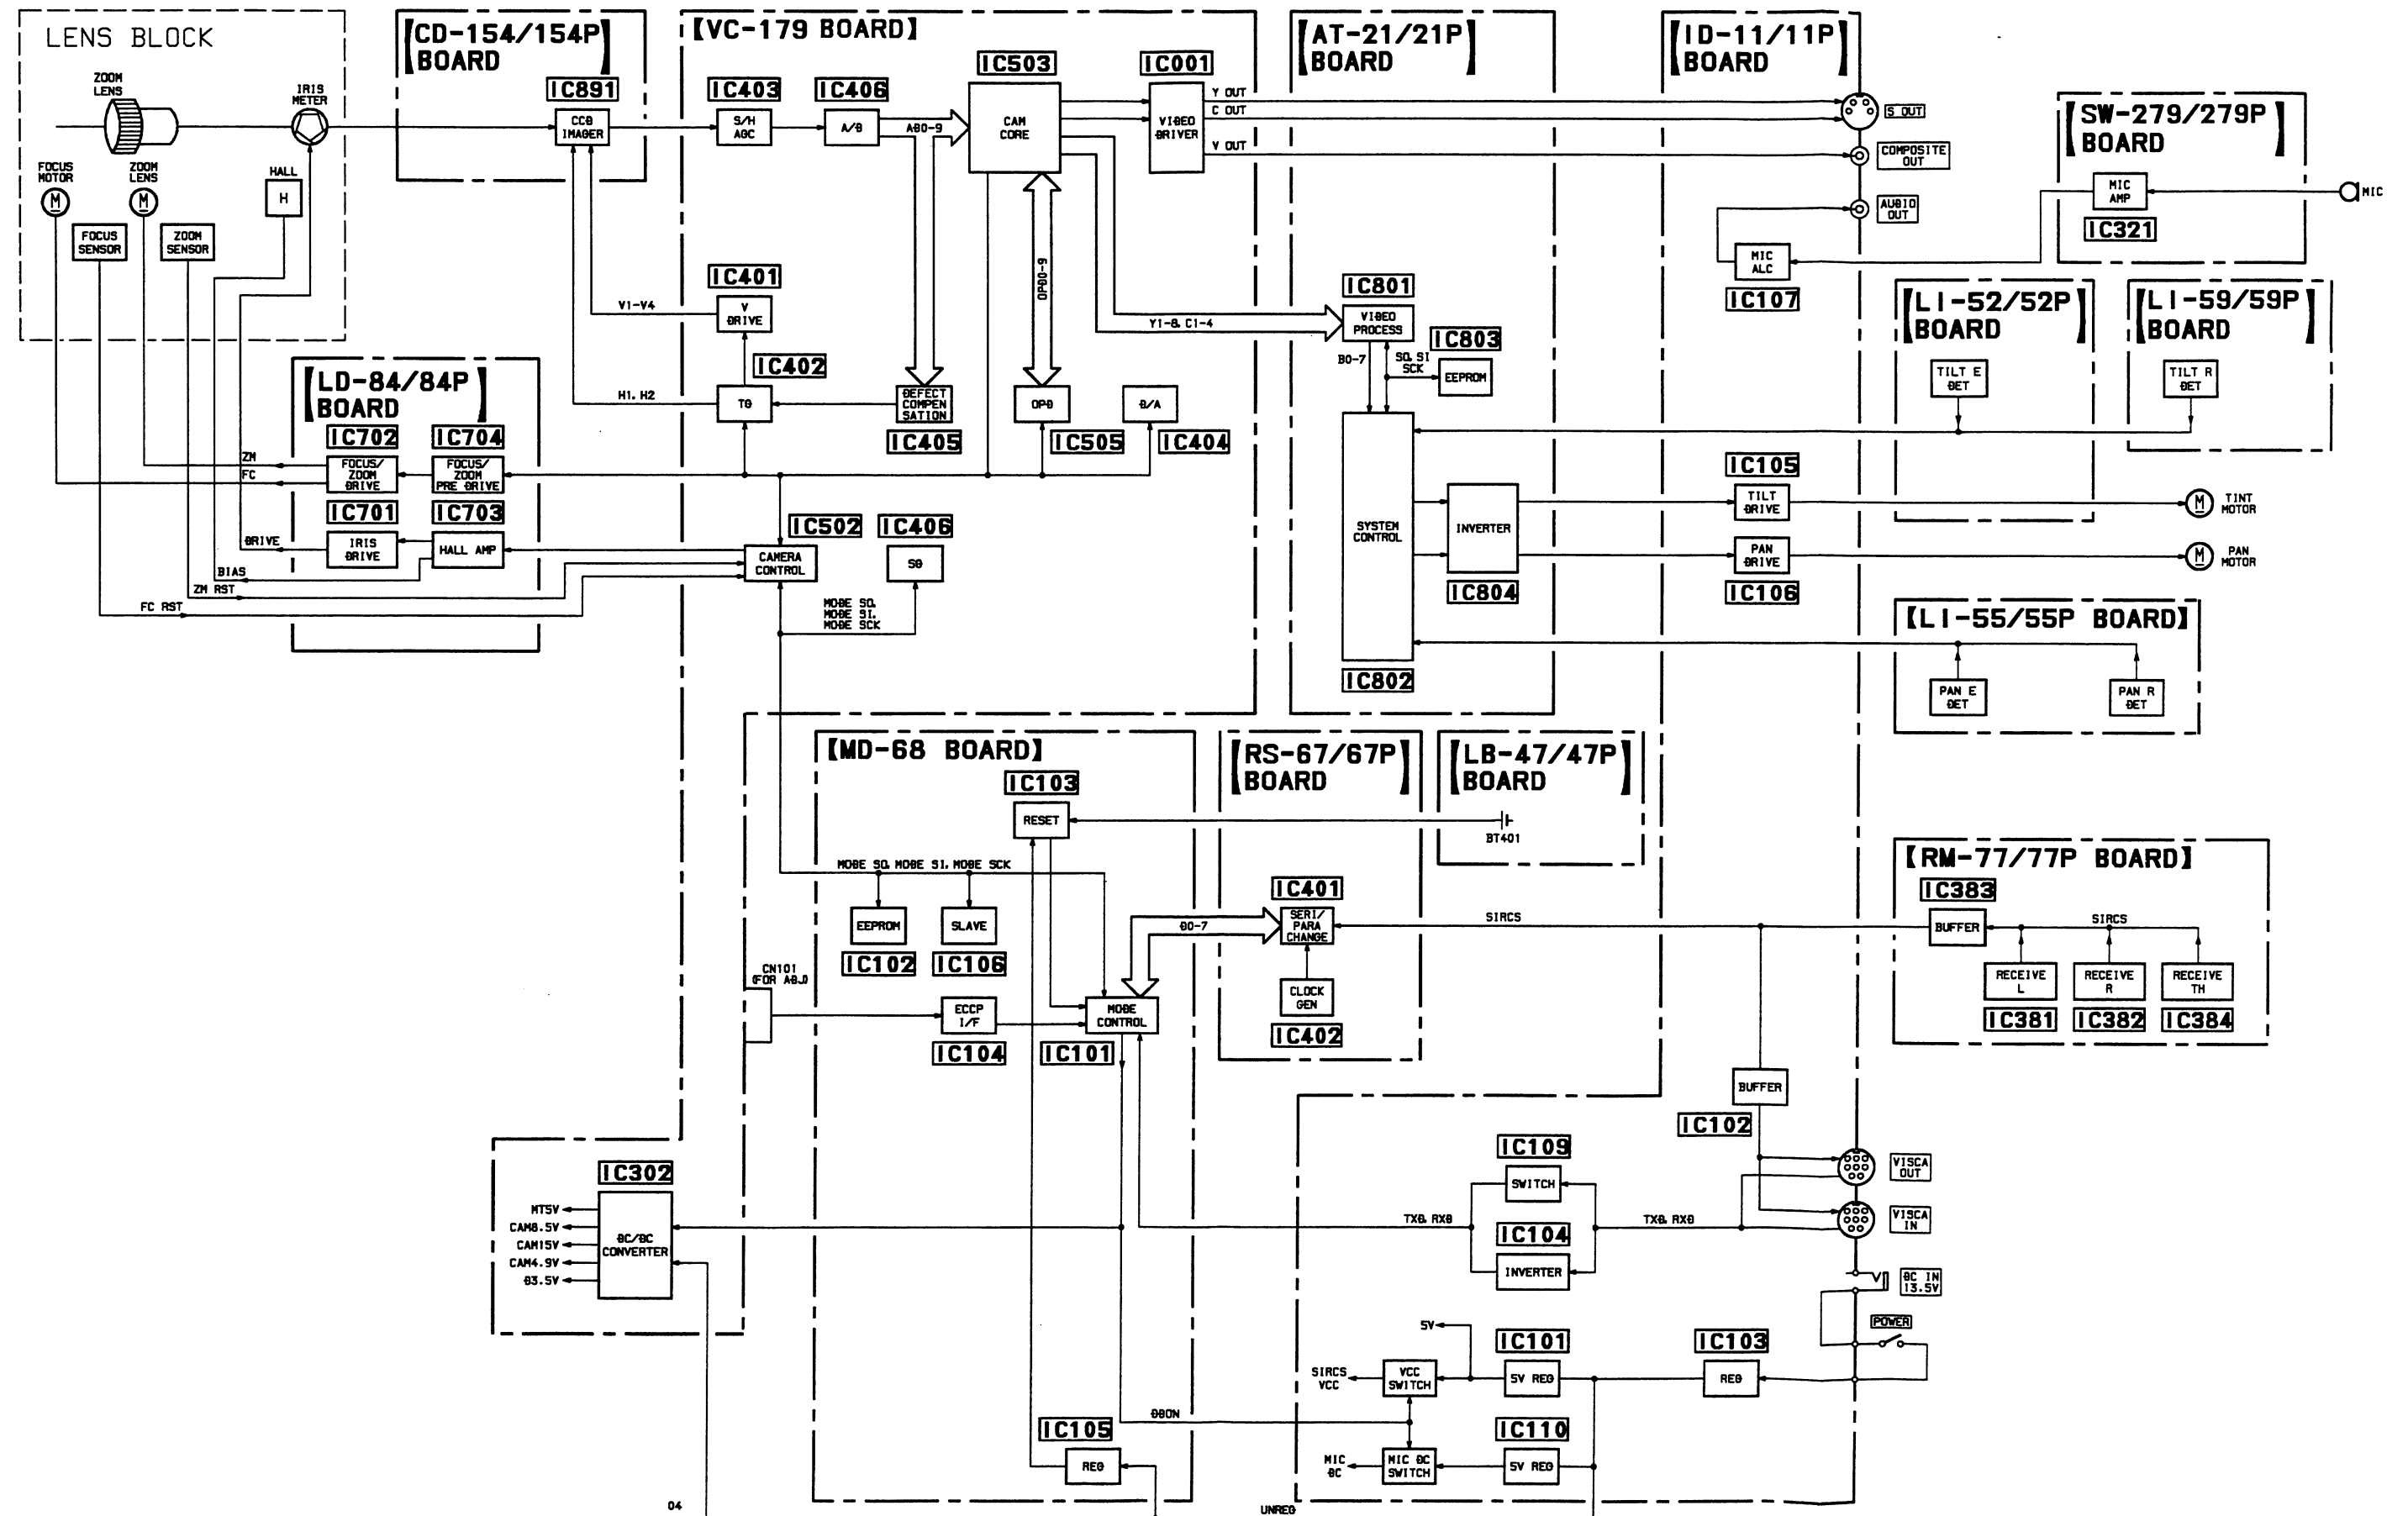 LENS BLOCK
ZOOM
LENS
IRIS
METER
FOCUS
MOTOR
M
ZOOM
LENS
M
HALL
H
FOCUS
SENSOR
ZOOM
SENSOR
【CD-154/154P
BOARD】
IC891
CCD
IMAGER
【VC-179 BOARD】
IC403
S/H
AGC
IC406
A/D
AD0-9
IC503
CAM
CORE
IC001
VIDEO
DRIVER
Y OUT
C OUT
V OUT
IC401
V
DRIVE
V1-V4
IC402
TG
H1. H2
DEFECT
COMPEN
SATION
IC405
OPD0-9
OPD
IC505
D/A
IC404
Y1-8. C1-4
IC502
CAMERA
CONTROL
IC406
SG
MODE SO.
MODE SI.
MODE SCK
【LD-84/84P
BOARD】
IC702
FOCUS/
ZOOM
DRIVE
IC704
FOCUS/
ZOOM
PRE DRIVE
IC701
IRIS
DRIVE
IC703
HALL AMP
ZM
FC
DRIVE
BIAS
ZM RST
FC RST
【AT-21/21P
BOARD】
IC801
VIDEO
PROCESS
IC803
EEPROM
D0-7
SO. SI
SCK
SYSTEM
CONTROL
IC802
INVERTER
IC804
【ID-11/11P
BOARD】
S OUT
COMPOSITE
OUT
AUDIO
OUT
MIC
ALC
IC107
IC105
TILT
DRIVE
PAN
DRIVE
IC106
【SW-279/279P
BOARD】
MIC
AMP
IC321
MIC
【LI-52/52P
BOARD】
TILT E
DET
【LI-59/59P
BOARD】
TILT R
DET
M
TINT
MOTOR
M
PAN
MOTOR
【LI-55/55P BOARD】
PAN E
DET
PAN R
DET
【MD-68 BOARD】
IC103
RESET
MODE SO. MODE SI. MODE SCK
EEPROM
IC102
SLAVE
IC106
CN101
(FOR ADJ)
ECCP
I/F
IC104
MODE
CONTROL
IC101
D0-7
【RS-67/67P
BOARD】
IC401
SERI/
PARA
CHANGE
CLOCK
GEN
IC402
【LB-47/47P
BOARD】
BT401
SIRCS
【RM-77/77P BOARD】
IC383
BUFFER
SIRCS
RECEIVE
L
IC381
RECEIVE
R
IC382
RECEIVE
TH
IC384
BUFFER
IC102
IC302
DC/DC
CONVERTER
MT5V
CAM8.5V
CAM15V
CAM4.9V
D3.5V
IC109
SWITCH
IC104
INVERTER
TXD. RXD
TXD. RXD
VISCA
OUT
VISCA
IN
DC IN
13.5V
POWER
5V
IC101
5V REG
IC103
REG
SIRCS
VCC
VCC
SWITCH
DDON
IC110
5V REG
MIC
DC
MIC DC
SWITCH
IC105
REG
04
UNREG